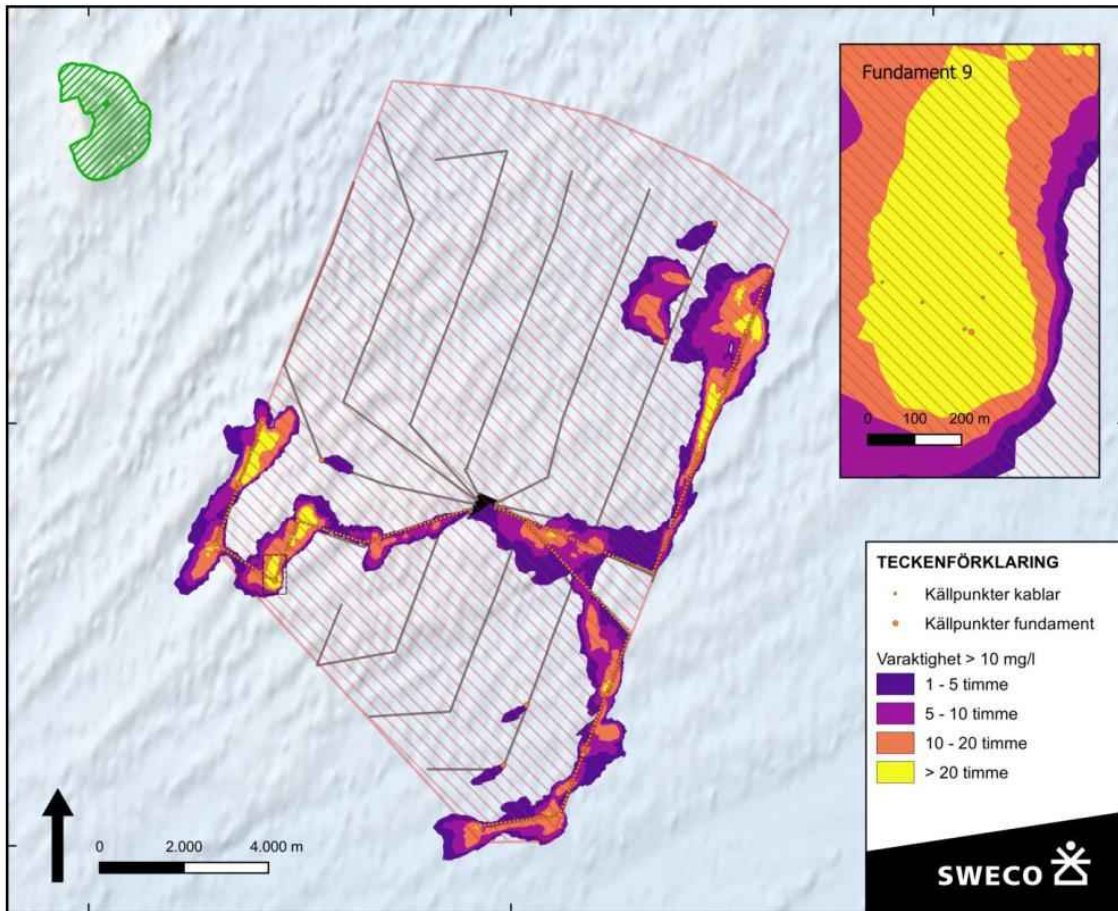 Fundament 9
0 100 200 m
TECKENFÖRKLARING
Källpunkter kablar
Källpunkter fundament
Varaktighet > 10 mg/l
1 - 5 timme
5 - 10 timme
10 - 20 timme
> 20 timme
0 2.000 4.000 m
SWECO